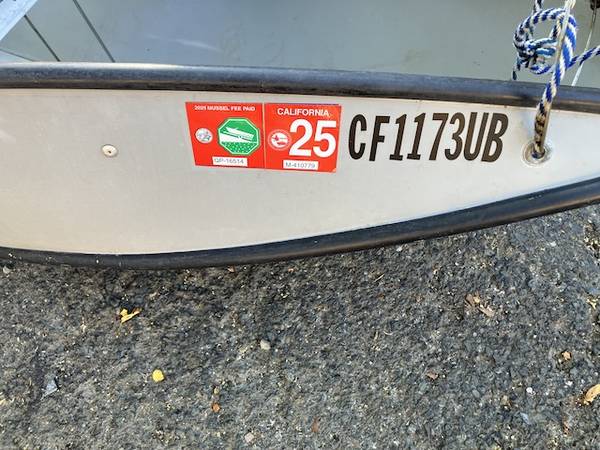 2025 MUSSEL FEE PAID
QP-16514
CALIFORNIA
25
M-410779
CF1173UB